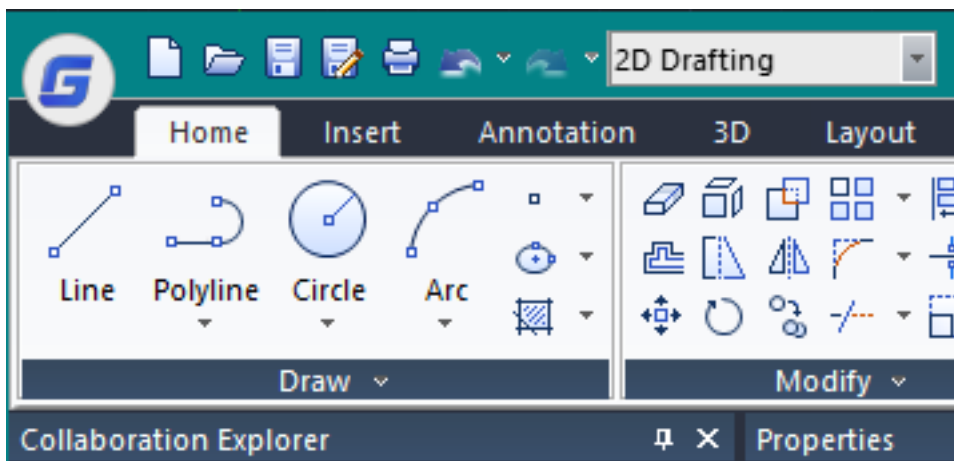 G
2D Drafting
Home Insert Annotation 3D Layout
Line Polyline Circle Arc
Draw Modify
Collaboration Explorer Properties